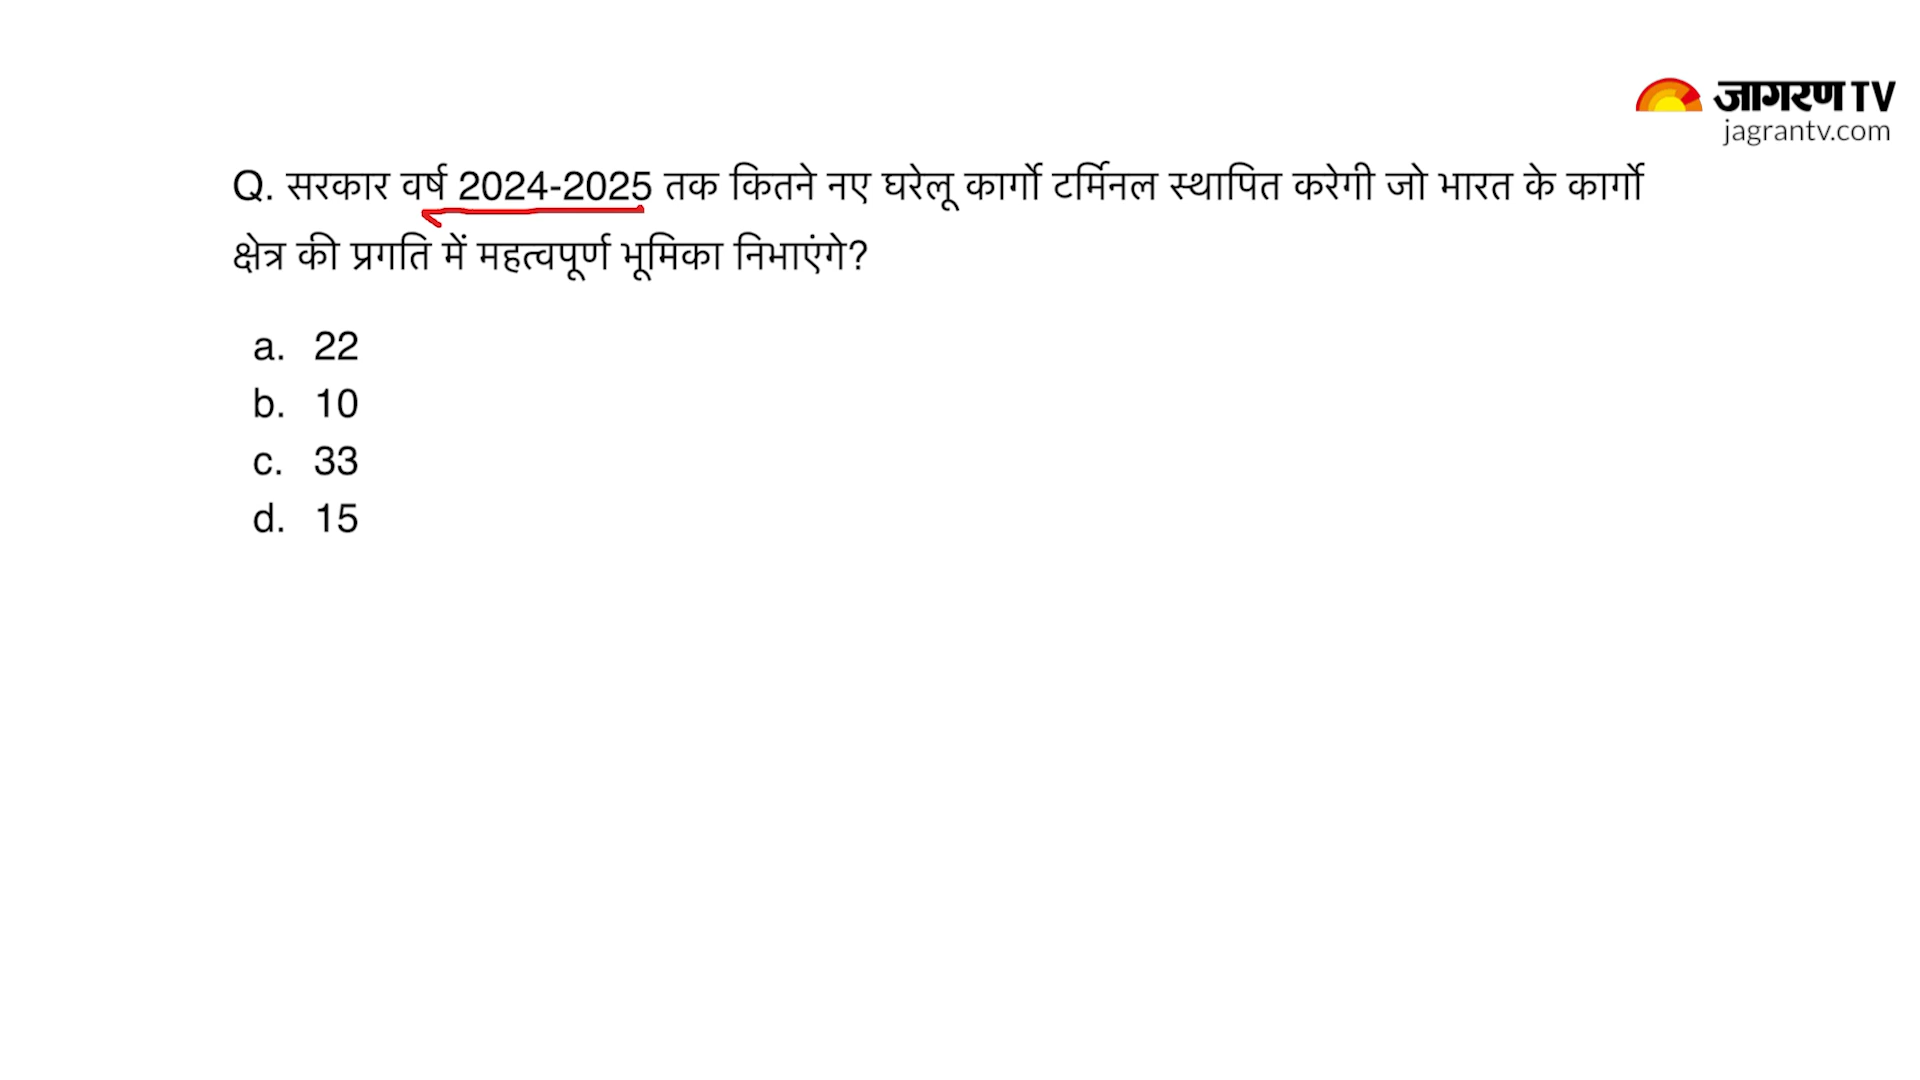 जागरण TV
jagrantv.com
Q. सरकार वर्ष 2024-2025 तक कितने नए घरेलू कार्गो टर्मिनल स्थापित करेगी जो भारत के कार्गो
क्षेत्र की प्रगति में महत्वपूर्ण भूमिका निभाएंगे?
a. 22
b. 10
c. 33
d. 15